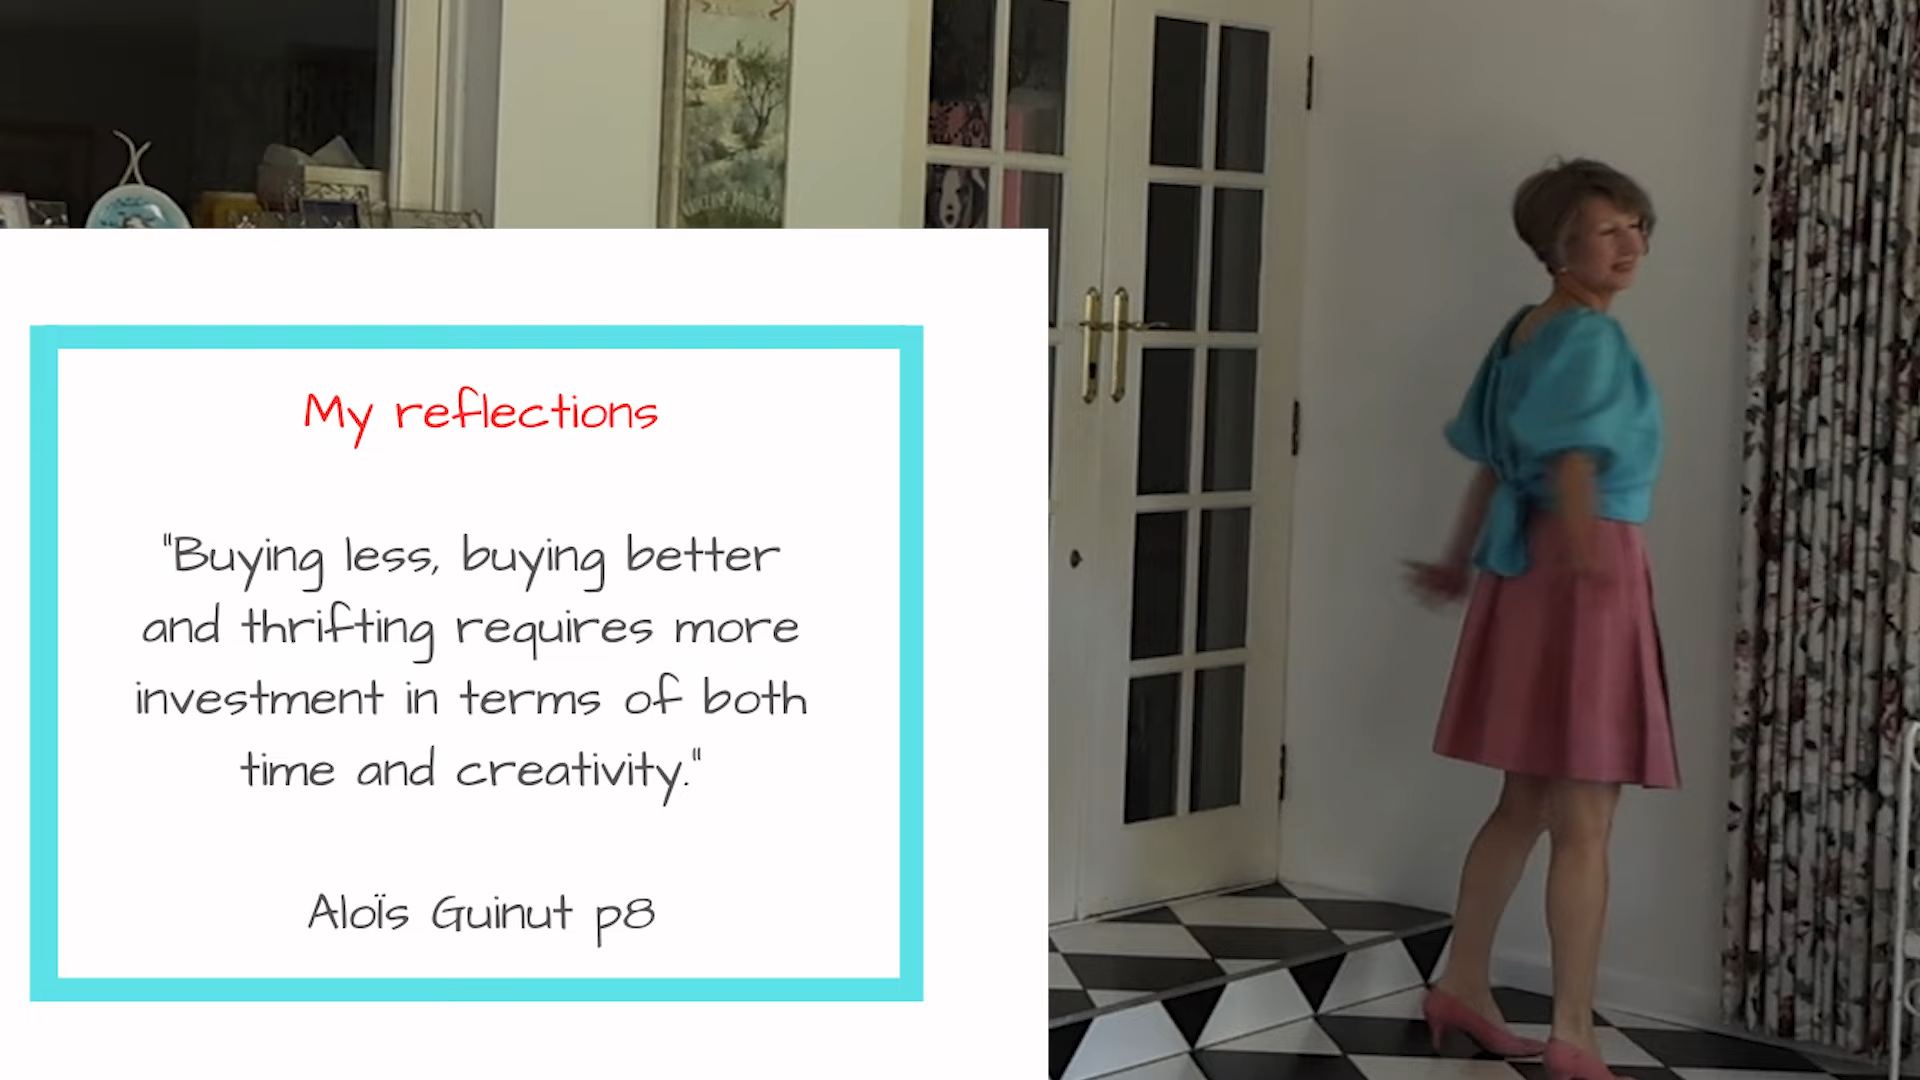 My reflections
"Buying less, buying better
and thrifting requires more
investment in terms of both
time and creativity."
Aloïs Guinut p8